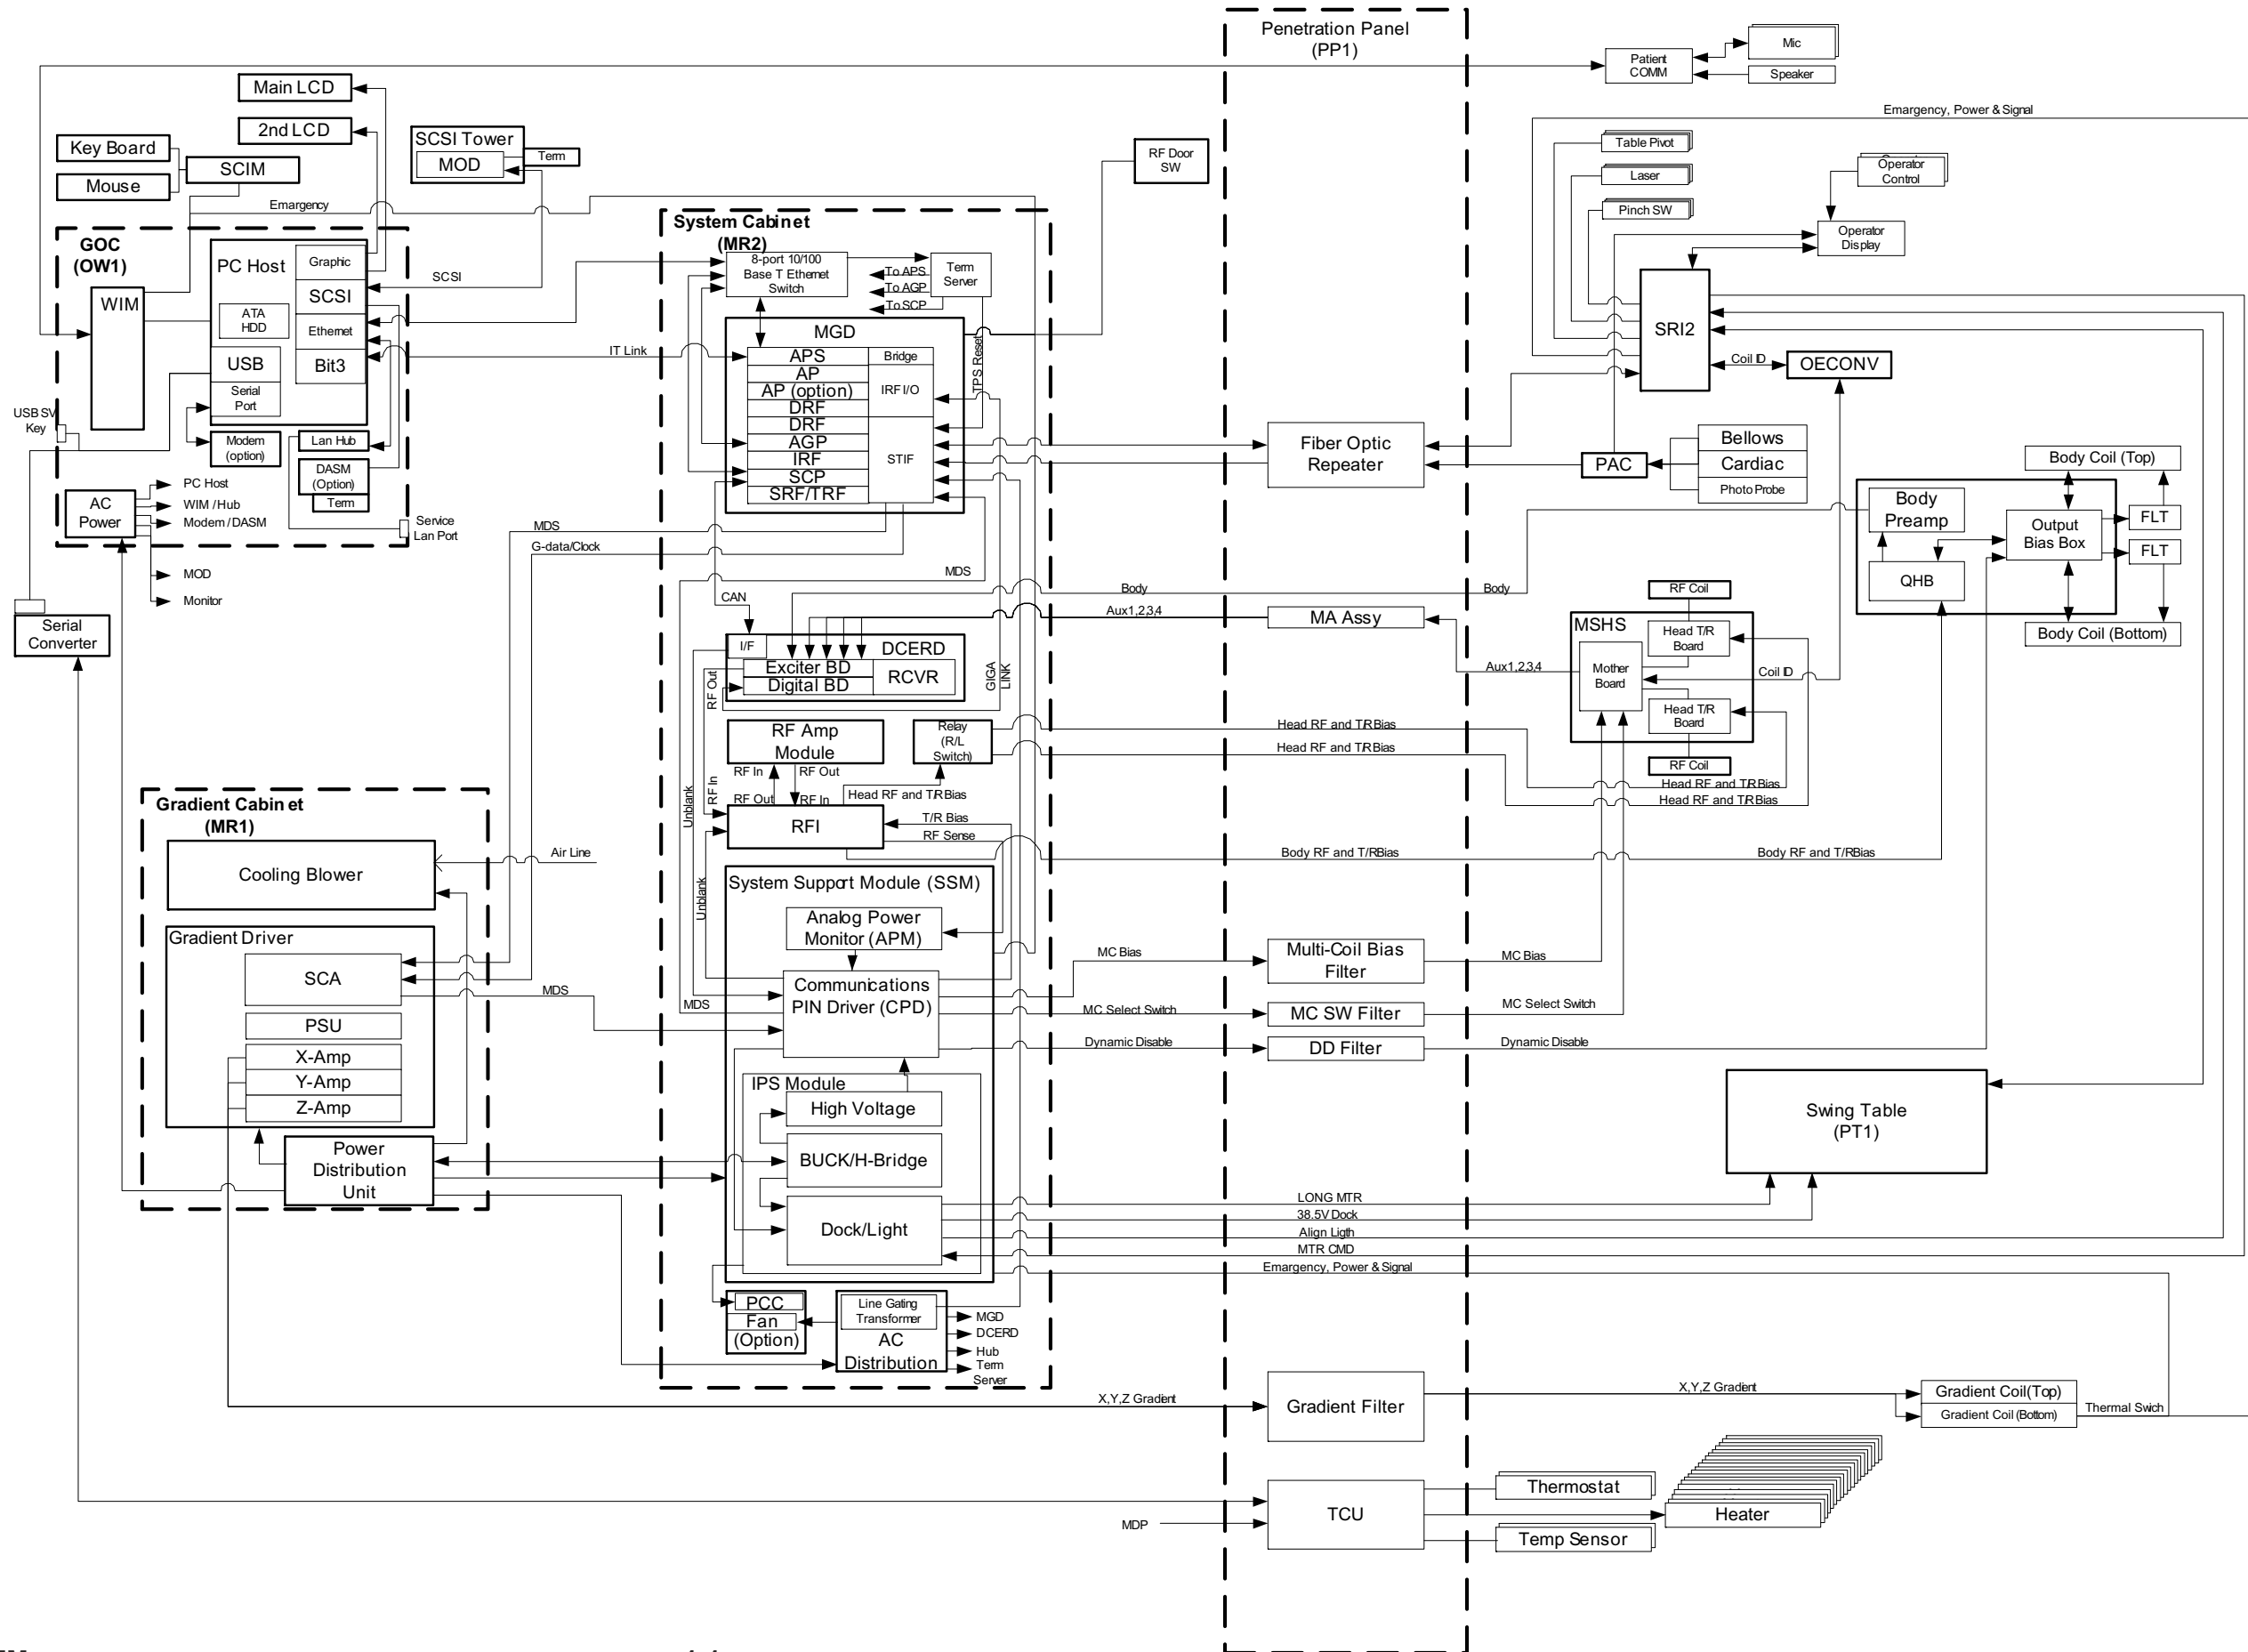 Penetration Panel
(PP1)
Patient
COMM
Mic
Speaker
Emargency, Power & Signal
Main LCD
2nd LCD
Key Board
Mouse
SCIM
SCSI Tower
MOD
Term
RF Door
SW
Table Pivot
Laser
Pinch SW
Operator
Control
Operator
Display
Emargency
GOC
(OW1)
PC Host
Graphic
SCSI
Ethernet
Bit3
WIM
ATA
HDD
USB
Serial
Port
SCSI
IT Link
USB SV
Key
Modem
(option)
Lan Hub
DASM
(Option)
Term
AC
Power
PC Host
WIM / Hub
Modem / DASM
MOD
Monitor
Service
Lan Port
Serial
Converter
System Cabinet
(MR2)
8-port 10/100
Base T Ethernet
Switch
To APS
To AGP
To SCP
Term
Server
MGD
APS
AP
AP (option)
DRF
DRF
AGP
IRF
SCP
SRF/TRF
Bridge
IRF I/O
STIF
TPS Reset
MDS
G-data/Clock
MDS
CAN
I/F
DCERD
Exciter BD
Digital BD
RCVR
RF Out
GIGA
LINK
Body
Body
Aux1,2,3,4
MA Assy
Fiber Optic
Repeater
SRI2
Coil ID
OECONV
PAC
Bellows
Cardiac
Photo Probe
Body Coil (Top)
Body
Preamp
Output
Bias Box
QHB
FLT
FLT
Body Coil (Bottom)
RF Coil
MSHS
Head T/R
Board
Mother
Board
Head T/R
Board
RF Coil
Aux1,2,3,4
Coil ID
RF Amp
Module
Relay
(R/L
Switch)
RF In
RF Out
RF Out
RF In
Head RF and T/R Bias
Head RF and T/R Bias
Head RF and T/R Bias
Head RF and T/R Bias
Head RF and T/R Bias
Unblank
RF In
RFI
T/R Bias
RF Sense
Body RF and T/R Bias
Body RF and T/R Bias
Gradient Cabinet
(MR1)
Cooling Blower
Air Line
Gradient Driver
SCA
PSU
X-Amp
Y-Amp
Z-Amp
MDS
Power
Distribution
Unit
Unblank
System Support Module (SSM)
Analog Power
Monitor (APM)
Communications
PIN Driver (CPD)
MDS
MC Bias
Multi-Coil Bias
Filter
MC Bias
MC Select Switch
MC SW Filter
MC Select Switch
Dynamic Disable
DD Filter
Dynamic Disable
IPS Module
High Voltage
BUCK/H-Bridge
Dock/Light
Swing Table
(PT1)
LONG MTR
38.5V Dock
Align Ligth
MTR CMD
Emargency, Power & Signal
PCC
Fan
(Option)
Line Gating
Transformer
AC
Distribution
MGD
DCERD
Hub
Term
Server
X,Y,Z Gradient
Gradient Filter
X,Y,Z Gradient
Gradient Coil(Top)
Gradient Coil (Bottom)
Thermal Swich
MDP
TCU
Thermostat
Heater
Temp Sensor